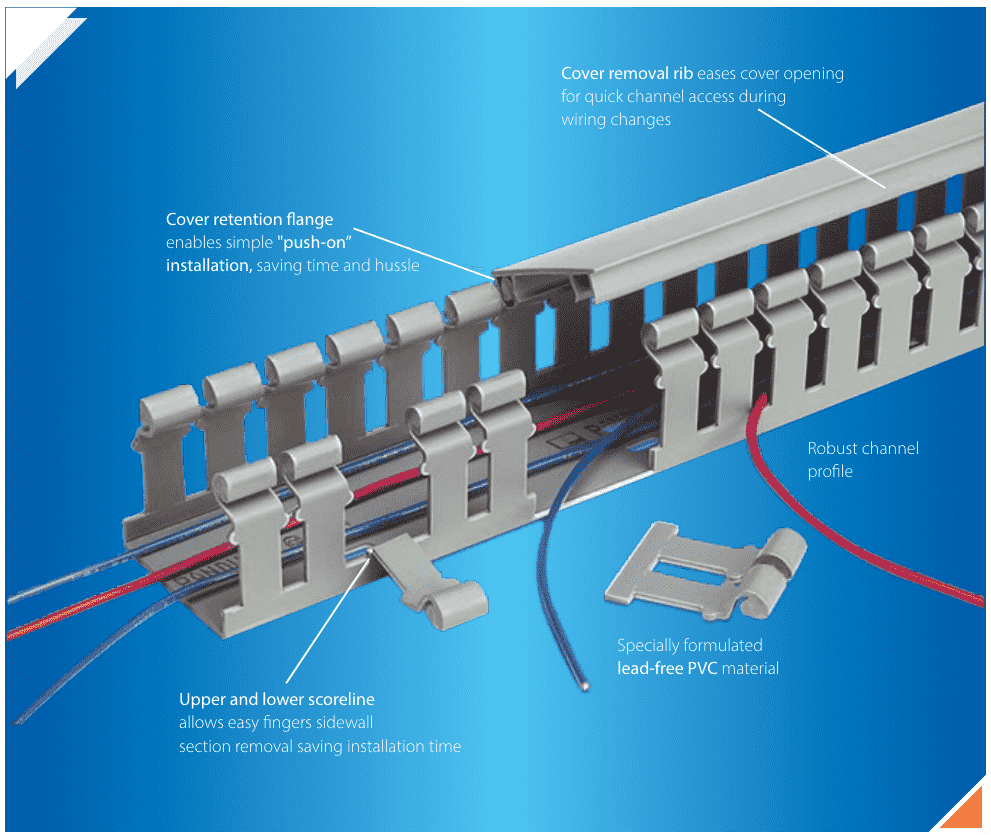 Cover removal rib eases cover opening
for quick channel access during
wiring changes
Cover retention flange
enables simple "push-on”
installation, saving time and hussle
Robust channel
profile
Specially formulated
lead-free PVC material
Upper and lower scoreline
allows easy fingers sidewall
section removal saving installation time